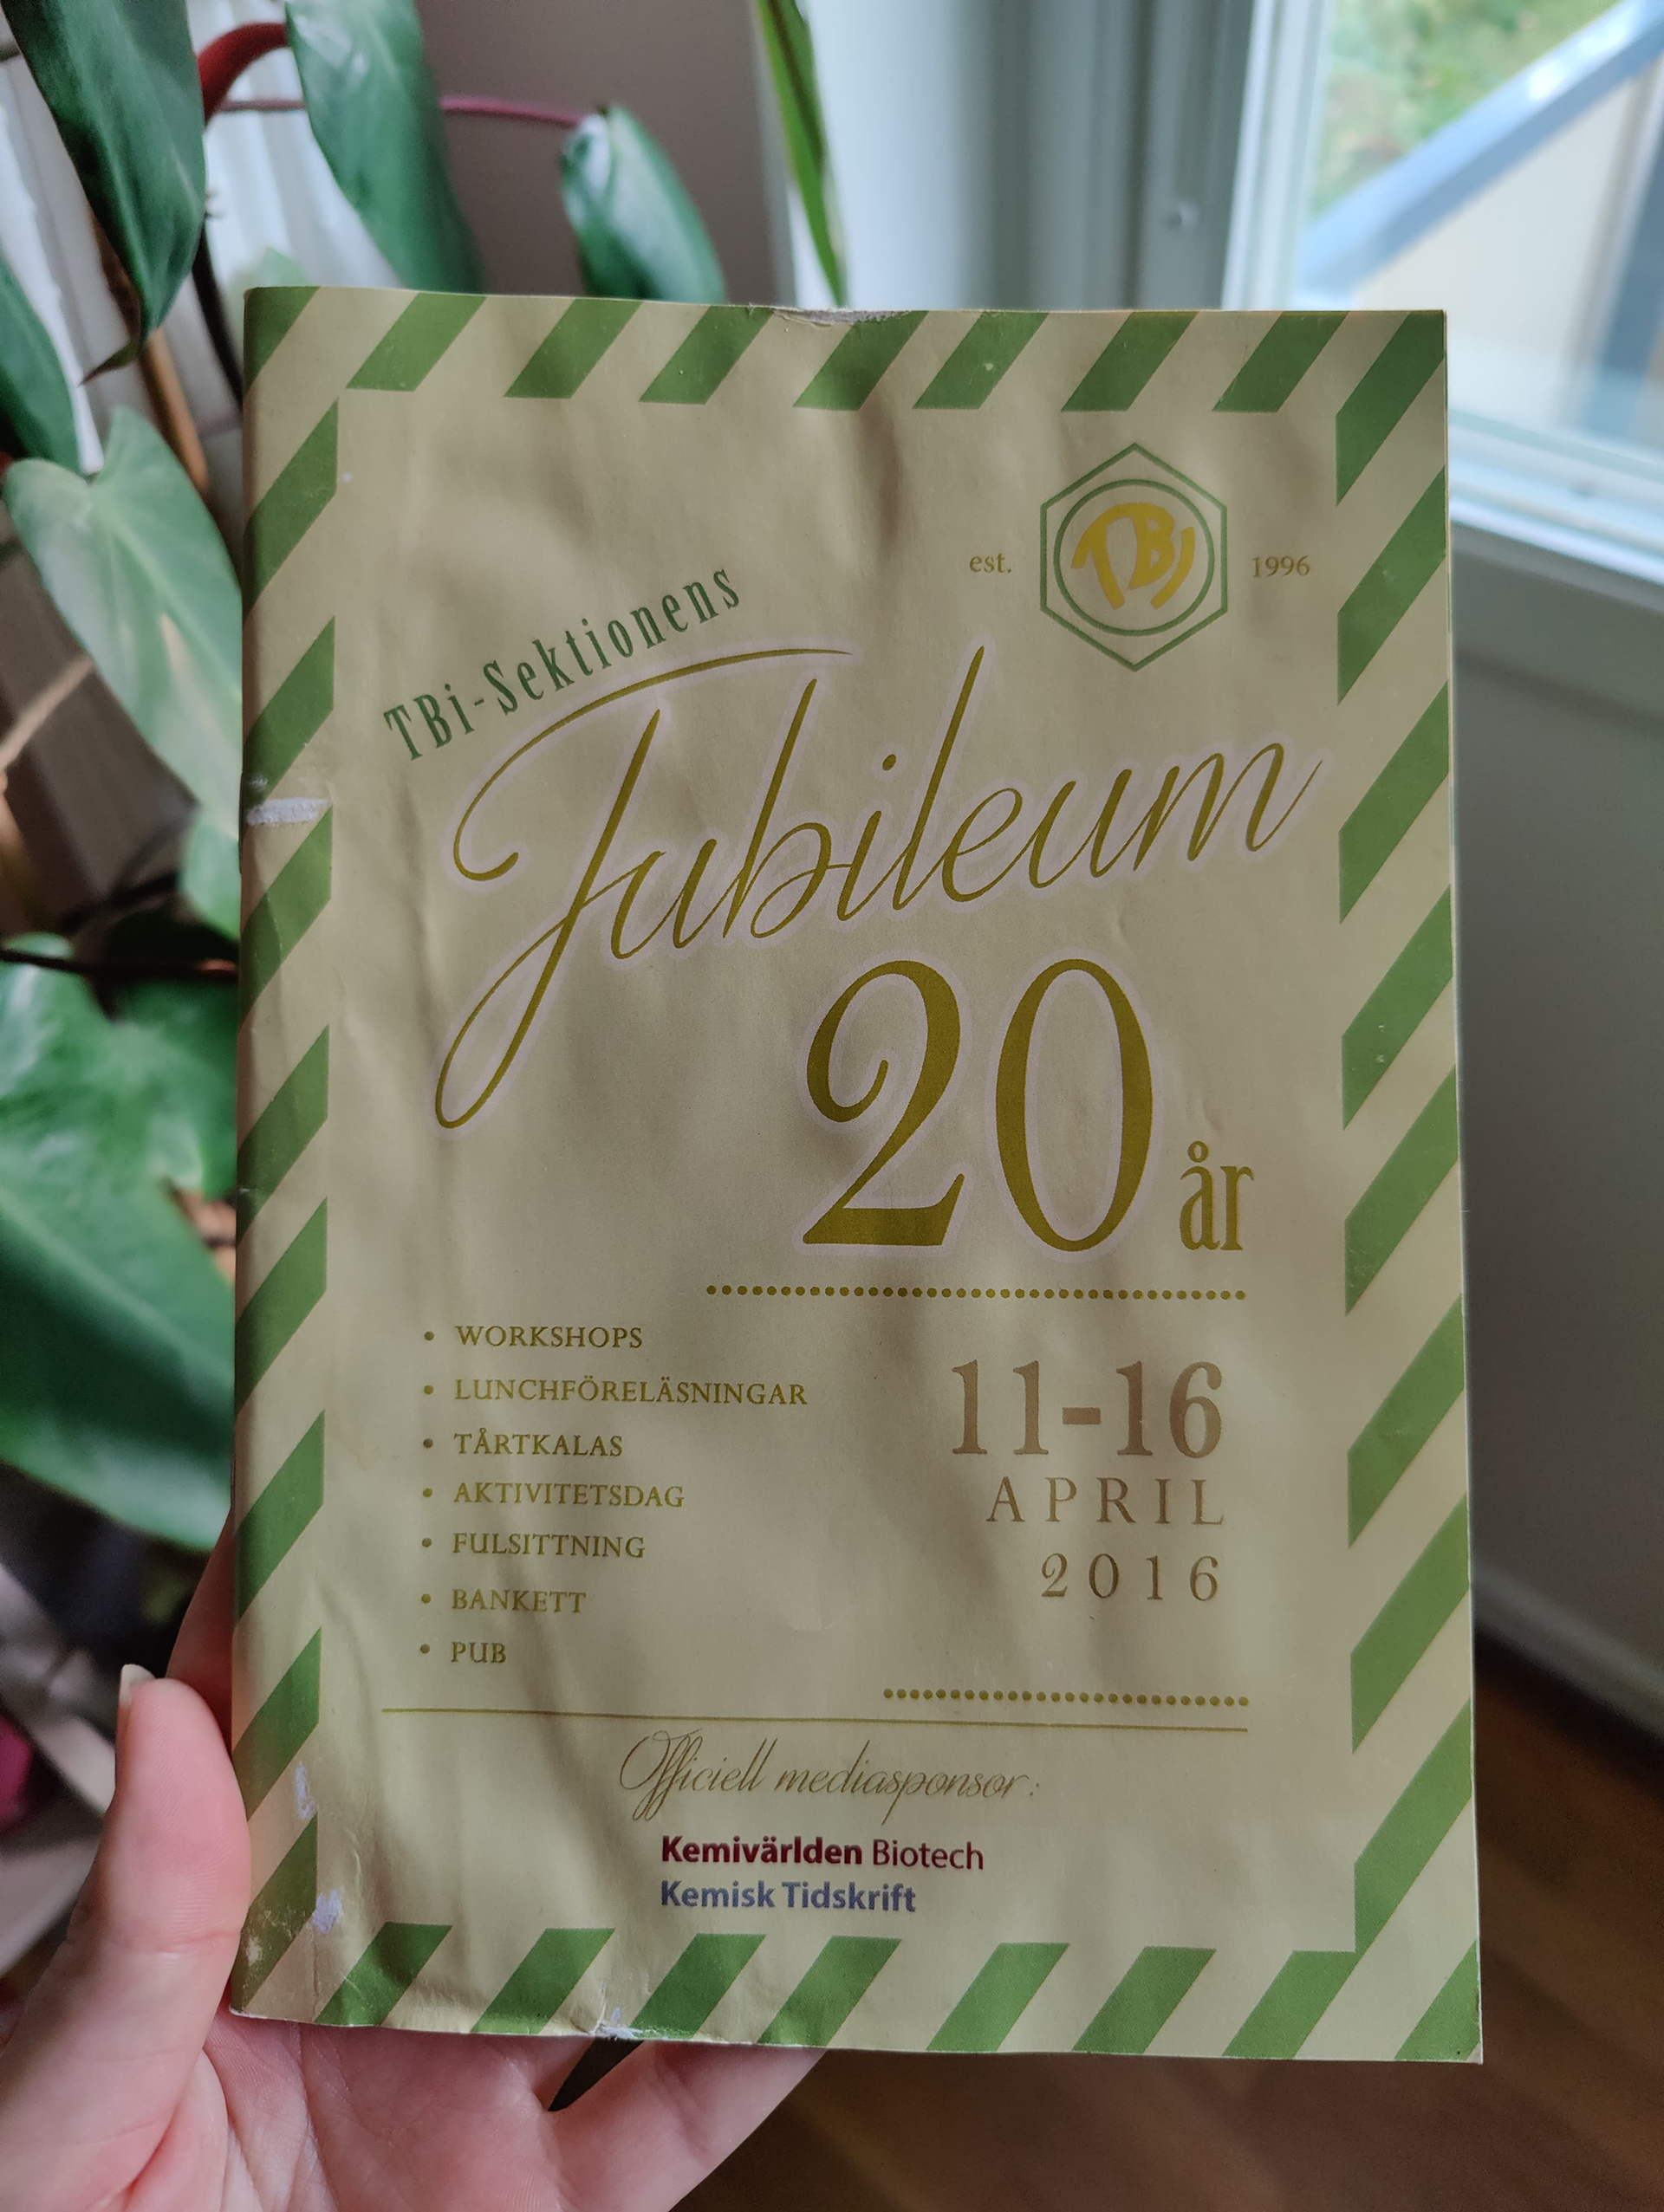 est. TBI 1996
TBi-Sektionens
Jubileum
20 år
• WORKSHOPS
• LUNCHFÖRELÄSNINGAR
• TÅRTKALAS
• AKTIVITETSDAG
• FULSITTNING
• BANKETT
• PUB
11-16
APRIL
2016
Officiell mediasponsor:
Kemivärlden Biotech
Kemisk Tidskrift